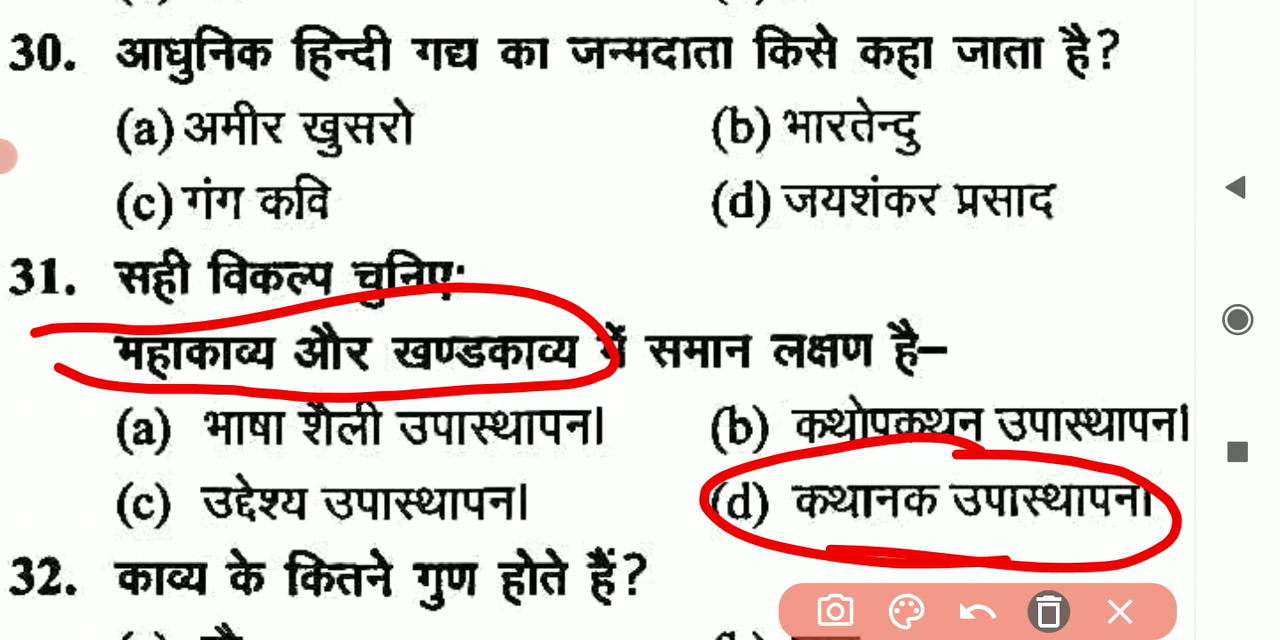 30. आधुनिक हिन्दी गद्य का जन्मदाता किसे कहा जाता है?
(a) अमीर खुसरो (b) भारतेन्दु
(c) गंग कवि (d) जयशंकर प्रसाद
31. सही विकल्प चुनिए:
महाकाव्य और खण्डकाव्य में समान लक्षण है–
(a) भाषा शैली उपास्थापन। (b) कथोपकथन उपास्थापन।
(c) उद्देश्य उपास्थापन। (d) कथानक उपास्थापन।
32. काव्य के कितने गुण होते हैं?